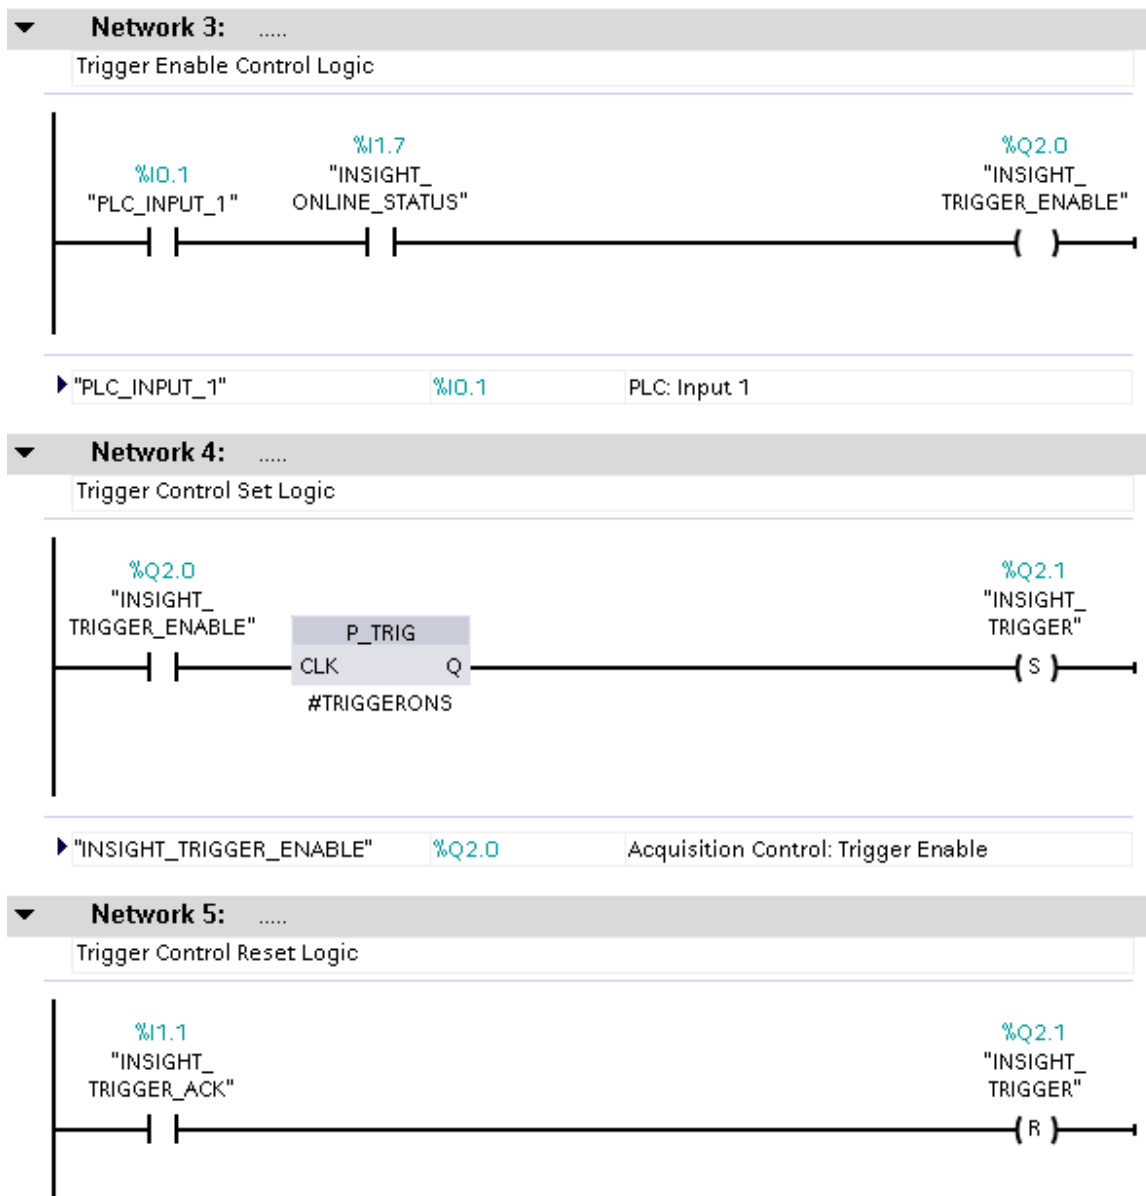 Network 3: .....
Trigger Enable Control Logic
%I0.1
"PLC_INPUT_1"
%I1.7
"INSIGHT_
ONLINE_STATUS"
%Q2.0
"INSIGHT_
TRIGGER_ENABLE"
"PLC_INPUT_1" %I0.1 PLC: Input 1
Network 4: .....
Trigger Control Set Logic
%Q2.0
"INSIGHT_
TRIGGER_ENABLE"
P_TRIG
CLK Q
#TRIGGERONS
%Q2.1
"INSIGHT_
TRIGGER"
S
"INSIGHT_TRIGGER_ENABLE" %Q2.0 Acquisition Control: Trigger Enable
Network 5: .....
Trigger Control Reset Logic
%I1.1
"INSIGHT_
TRIGGER_ACK"
%Q2.1
"INSIGHT_
TRIGGER"
R